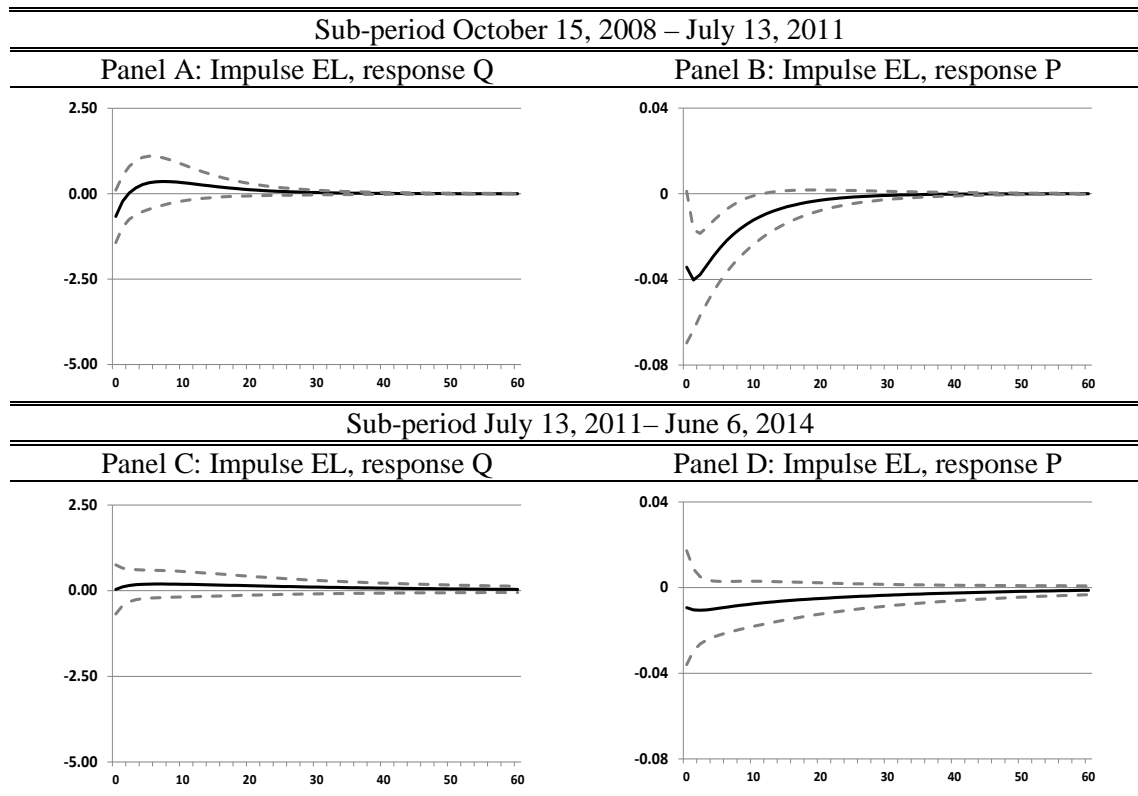 Sub-period October 15, 2008 – July 13, 2011
Panel A: Impulse EL, response Q
Panel B: Impulse EL, response P
2.50
0.00
-2.50
-5.00
0 10 20 30 40 50 60
0.04
0
-0.04
-0.08
0 10 20 30 40 50 60
Sub-period July 13, 2011– June 6, 2014
Panel C: Impulse EL, response Q
Panel D: Impulse EL, response P
2.50
0.00
-2.50
-5.00
0 10 20 30 40 50 60
0.04
0
-0.04
-0.08
0 10 20 30 40 50 60